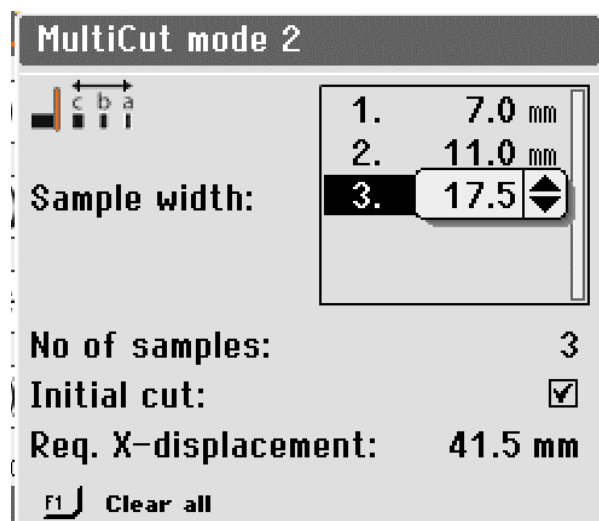 MultiCut mode 2
c b a
1. 7.0 mm
2. 11.0 mm
Sample width: 3. 17.5
No of samples: 3
Initial cut:
Req. X-displacement: 41.5 mm
F1 Clear all